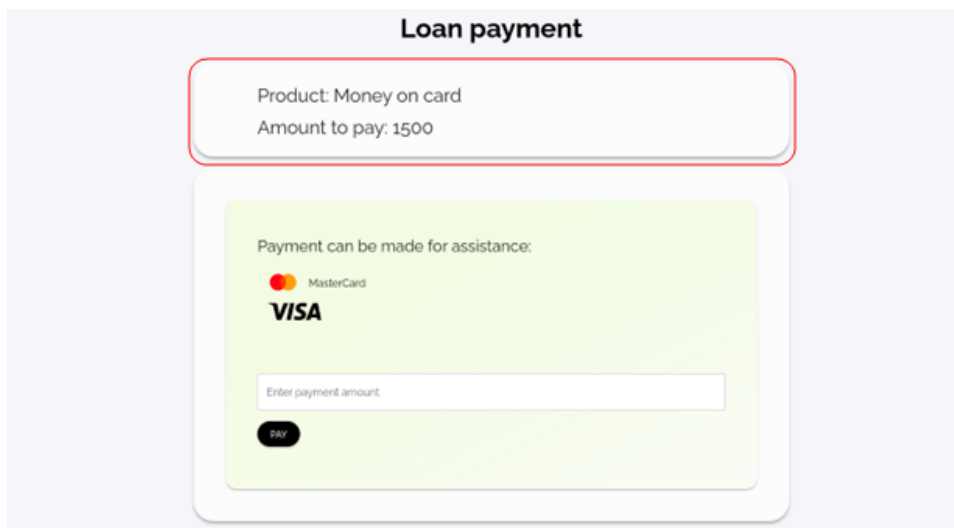 Loan payment
Product: Money on card
Amount to pay: 1500
Payment can be made for assistance:
MasterCard
VISA
Enter payment amount
PAY